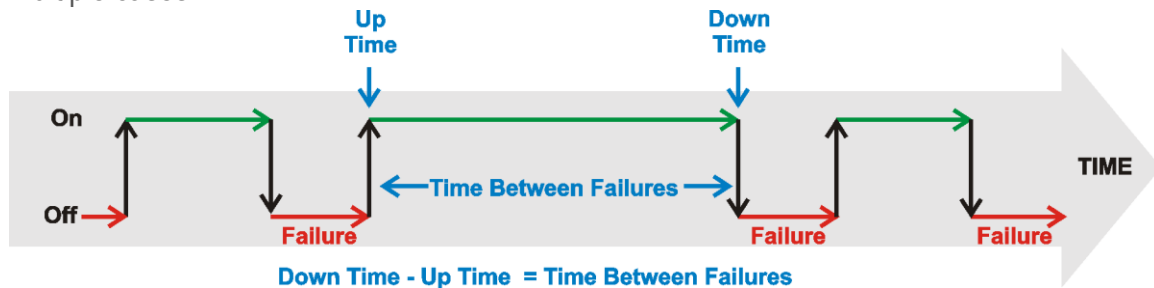 Up
Time
Down
Time
On
TIME
Time Between Failures
Off
Failure
Failure
Failure
Down Time - Up Time = Time Between Failures